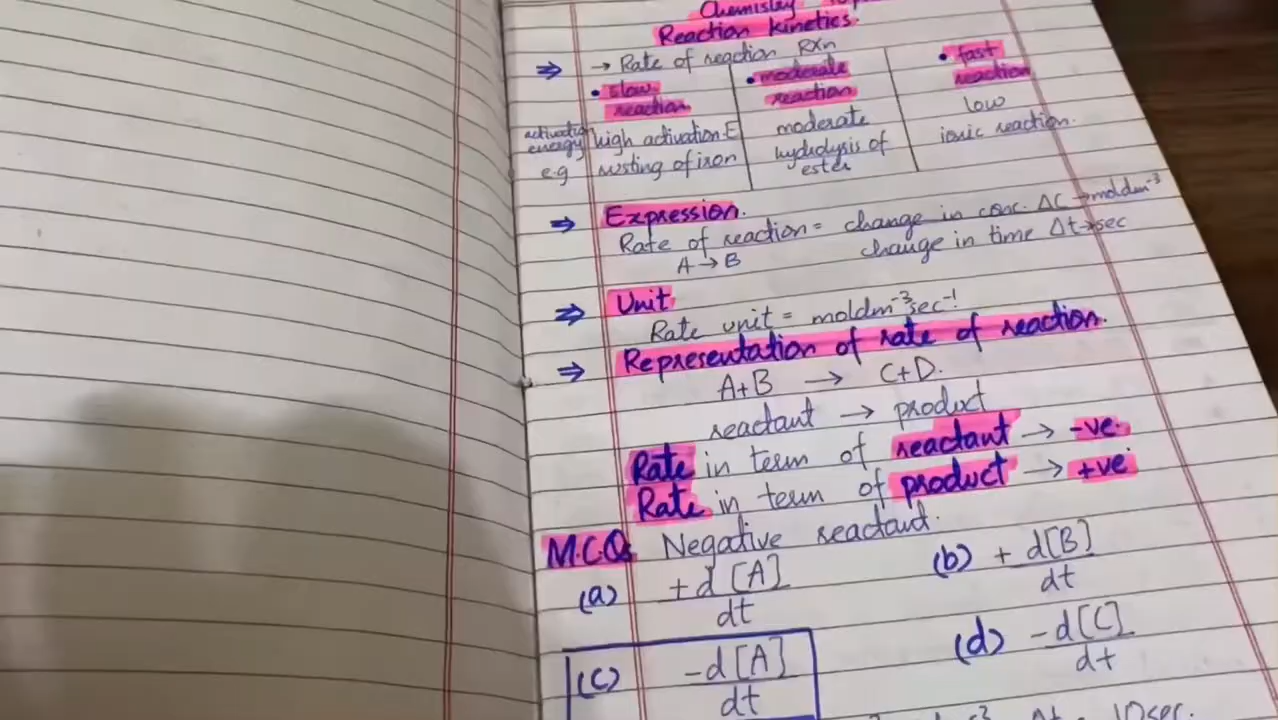 Chemistry
Reaction kinetics.
⇒ → Rate of reaction RXn
• slow reaction
• moderate reaction
• fast reaction
activation energy high activation-E moderate low
e.g rusting of iron hydrolysis of ester ionic reaction.
⇒ Expression.
Rate of reaction = change in conc. ΔC → moldm⁻³
change in time Δt → sec
A → B
⇒ Unit
Rate unit = moldm⁻³sec⁻¹
⇒ Representation of rate of reaction.
A+B → C+D.
reactant → product
Rate in term of reactant → -ve.
Rate in term of product → +ve
M.C.Qs Negative reactant.
(a) +d[A]/dt (b) +d[B]/dt
(c) -d[A]/dt (d) -d[C]/dt
10sec.